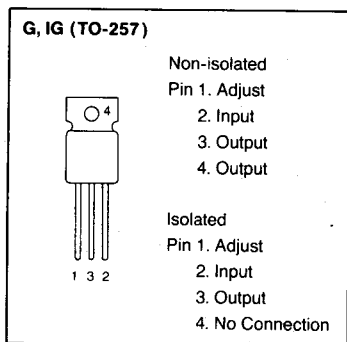 G, IG (TO-257)
4
1 3 2
Non-isolated
Pin 1. Adjust
2. Input
3. Output
4. Output
Isolated
Pin 1. Adjust
2. Input
3. Output
4. No Connection